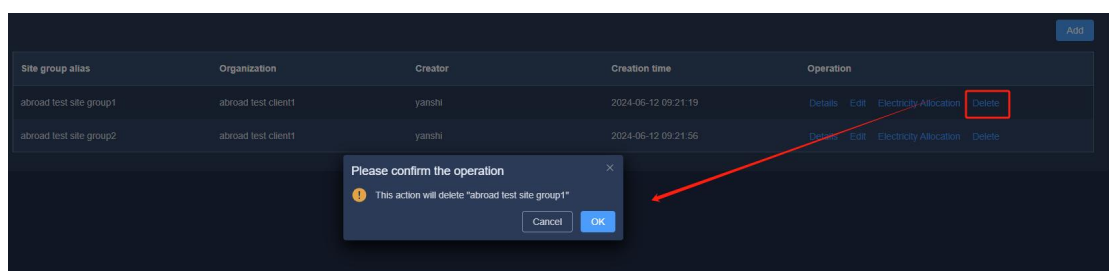 Add
Site group alias Organization Creator Creation time Operation
abroad test site group1 abroad test client1 yanshi 2024-06-12 09:21:19 Details Edit Electricity Allocation Delete
abroad test site group2 abroad test client1 yanshi 2024-06-12 09:21:56 Details Edit Electricity Allocation Delete
Please confirm the operation
This action will delete "abroad test site group1"
Cancel OK